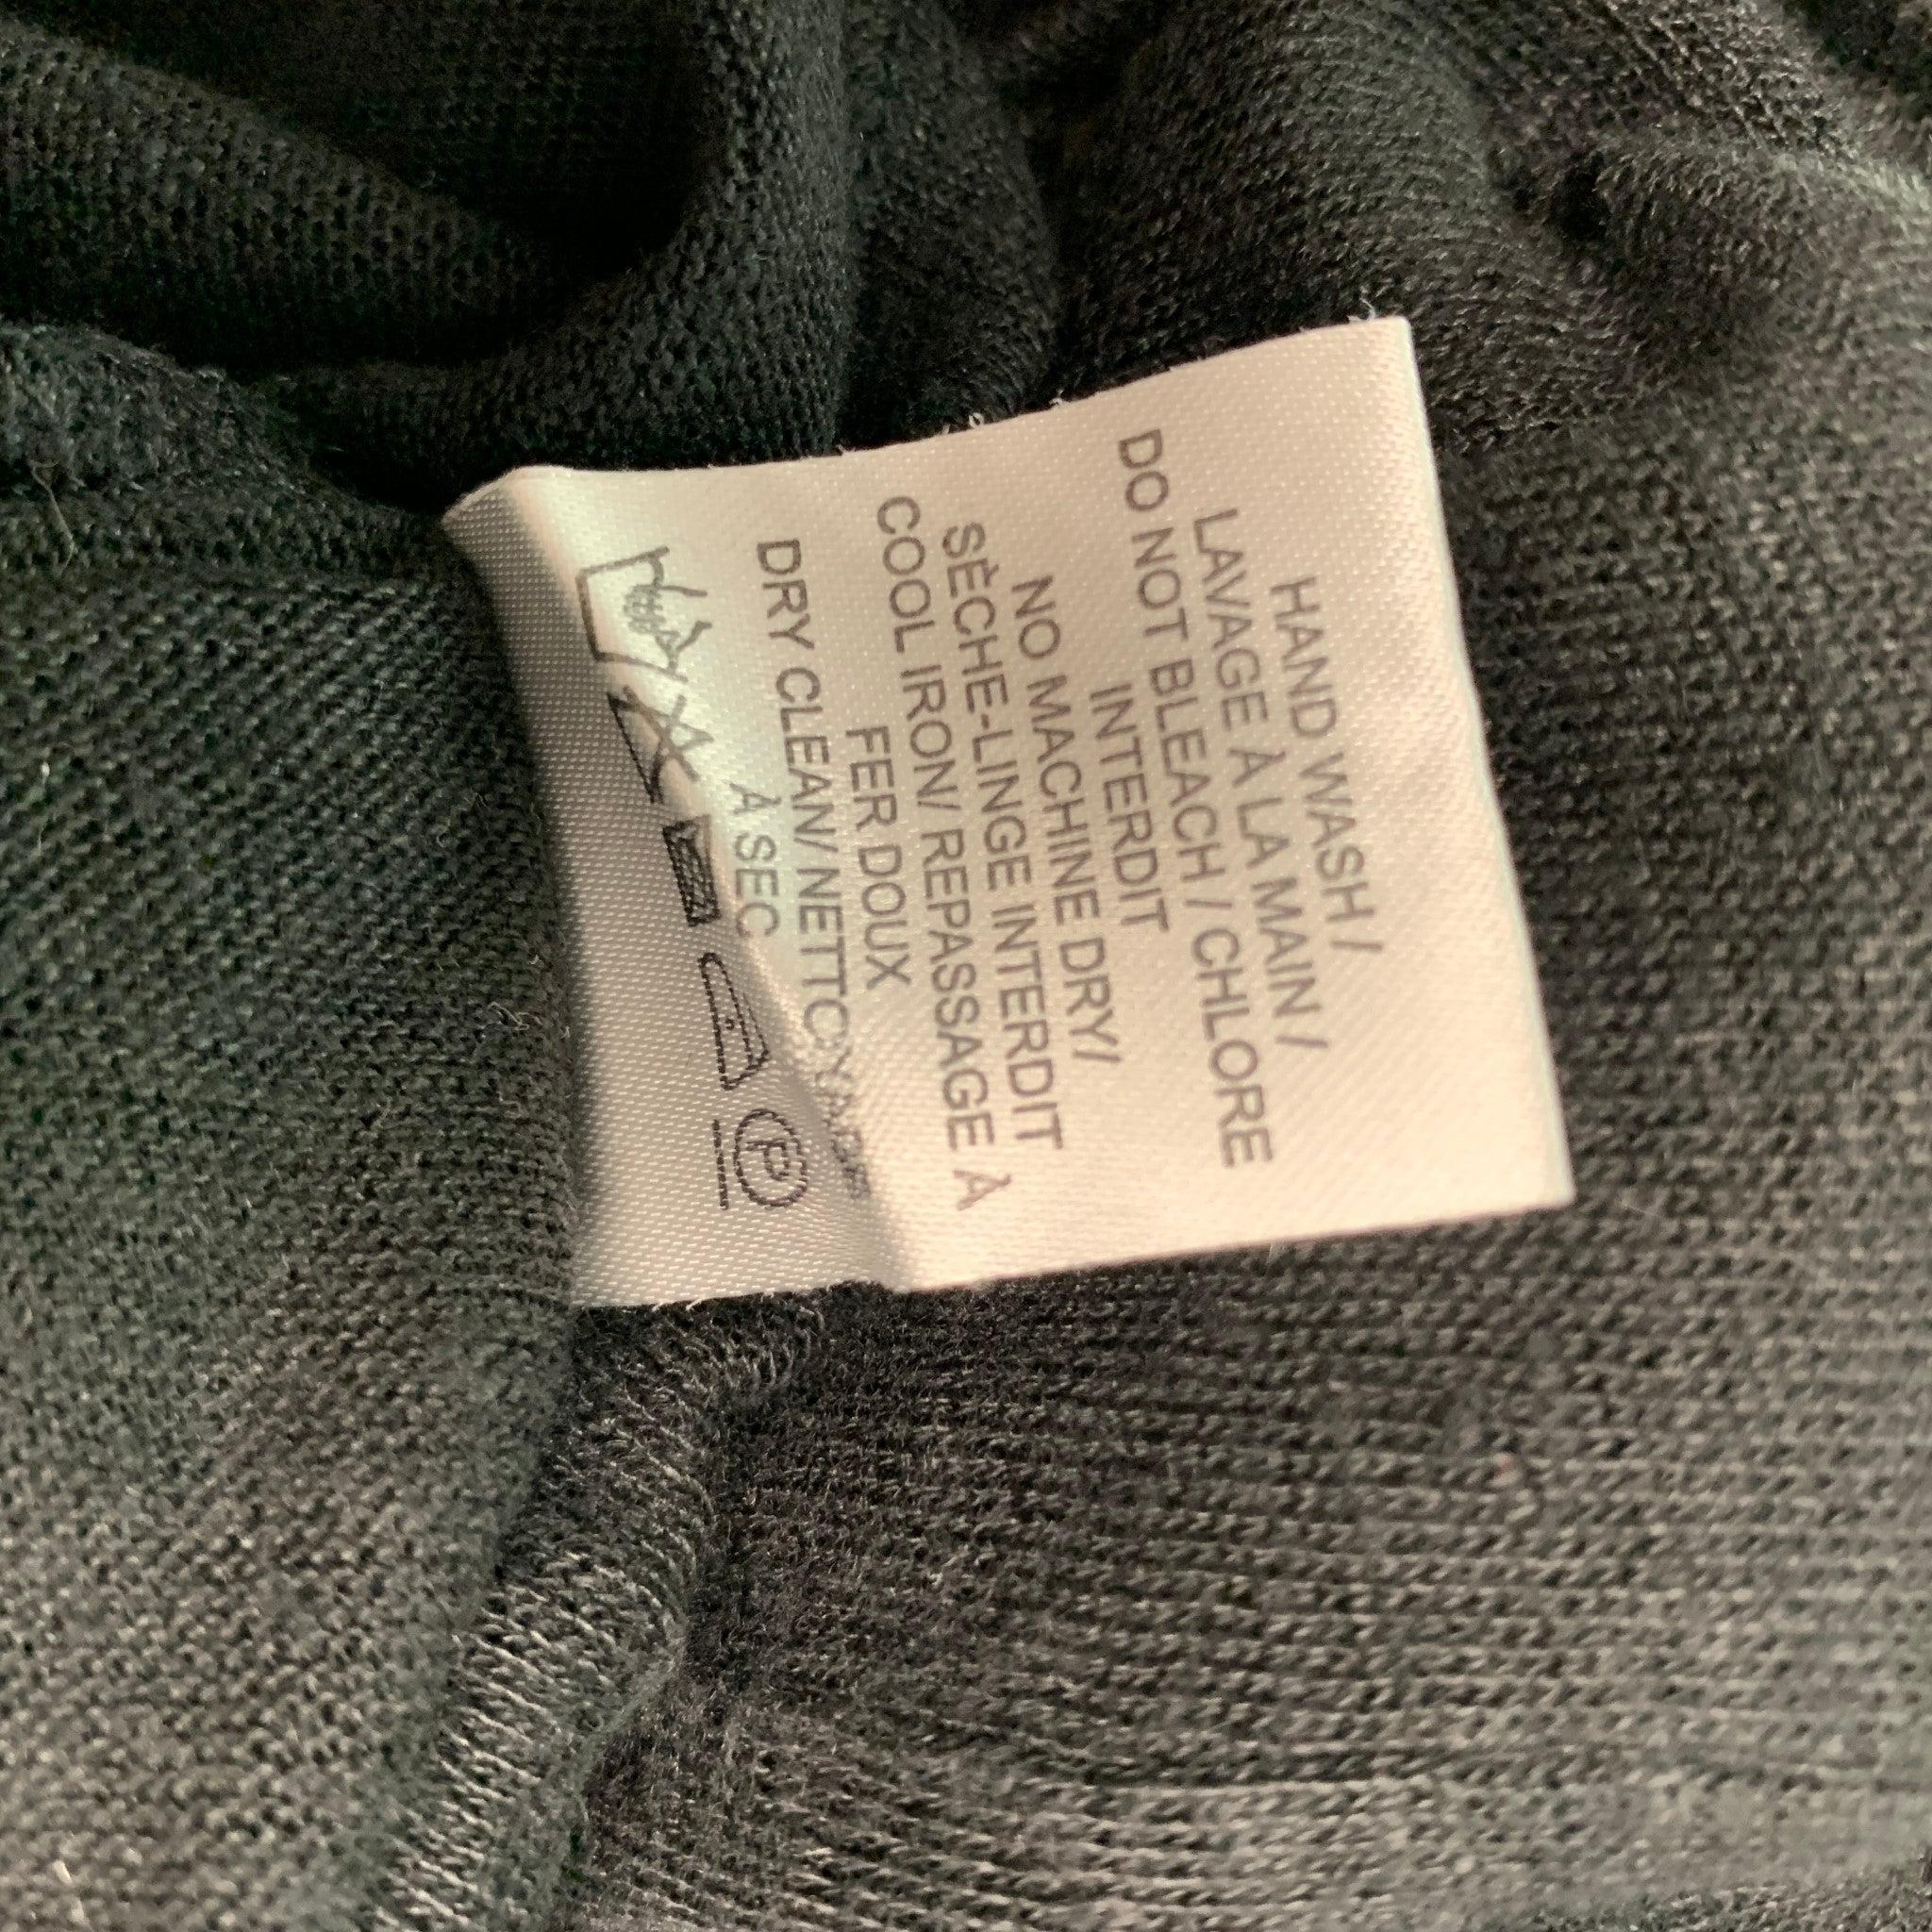 HAND WASH /
LAVAGE À LA MAIN /
DO NOT BLEACH / CHLORE
INTERDIT
NO MACHINE DRY/
SÈCHE-LINGE INTERDIT
COOL IRON/ REPASSAGE À
FER DOUX
DRY CLEAN/ NETTOYAGE
À SEC
P